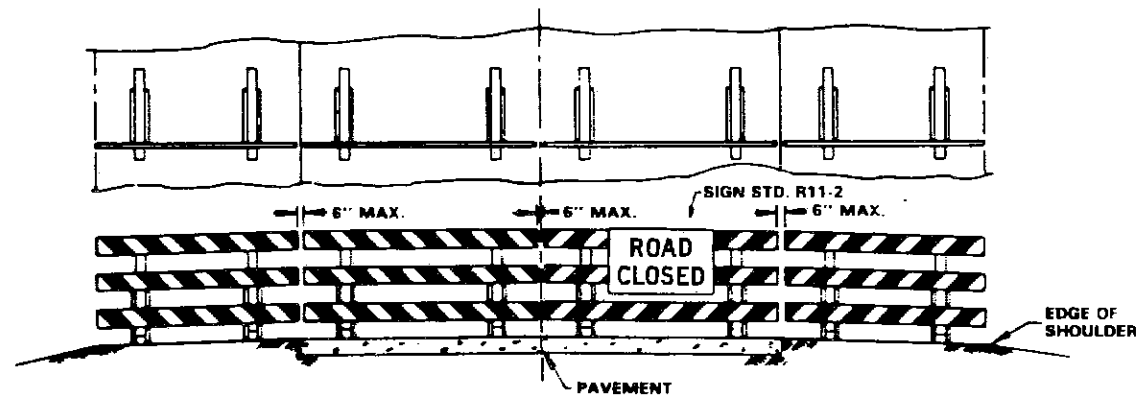 SIGN STD. R11-2
6" MAX.
6" MAX.
6" MAX.
ROAD
CLOSED
EDGE OF
SHOULDER
PAVEMENT